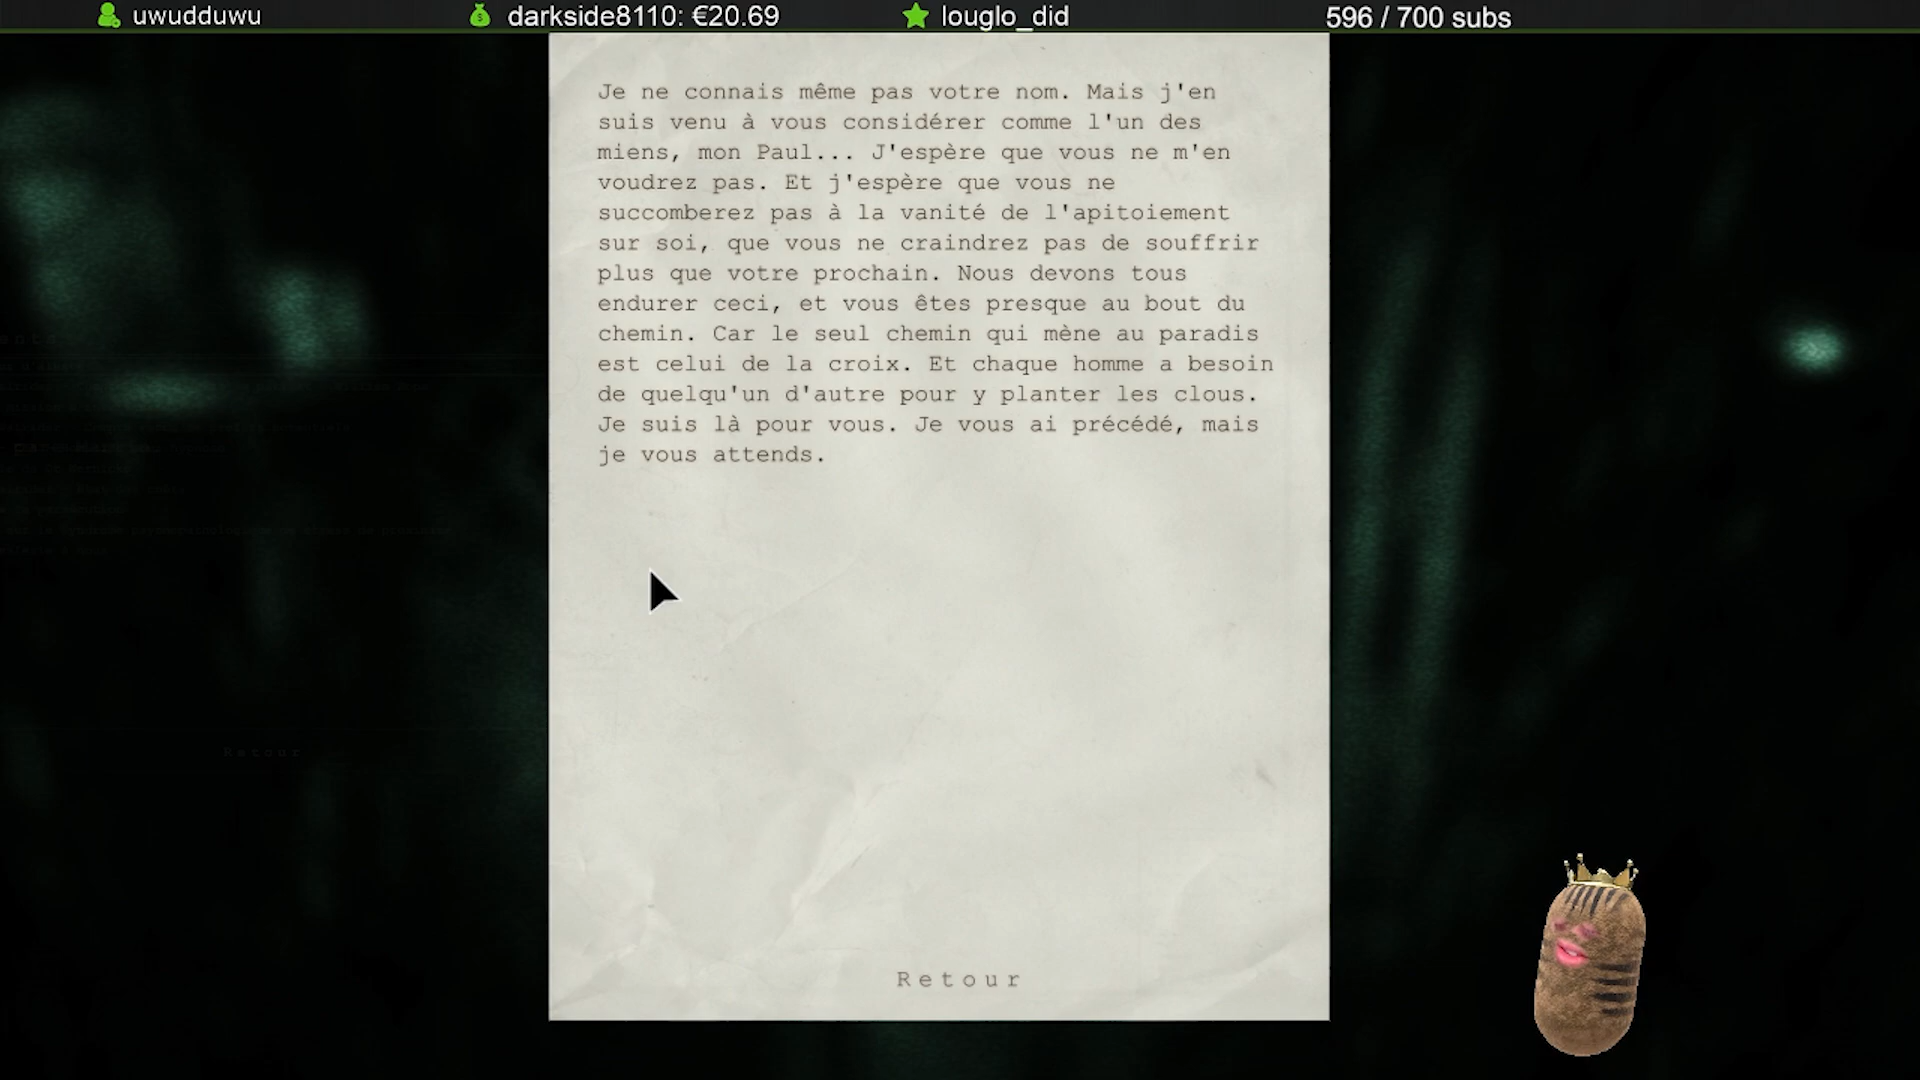 uwudduwu
darkside8110: €20.69
louglo_did
596 / 700 subs
Je ne connais même pas votre nom. Mais j'en
suis venu à vous considérer comme l'un des
miens, mon Paul... J'espère que vous ne m'en
voudrez pas. Et j'espère que vous ne
succomberez pas à la vanité de l'apitoiement
sur soi, que vous ne craindrez pas de souffrir
plus que votre prochain. Nous devons tous
endurer ceci, et vous êtes presque au bout du
chemin. Car le seul chemin qui mène au paradis
est celui de la croix. Et chaque homme a besoin
de quelqu'un d'autre pour y planter les clous.
Je suis là pour vous. Je vous ai précédé, mais
je vous attends.
Retour
Retour